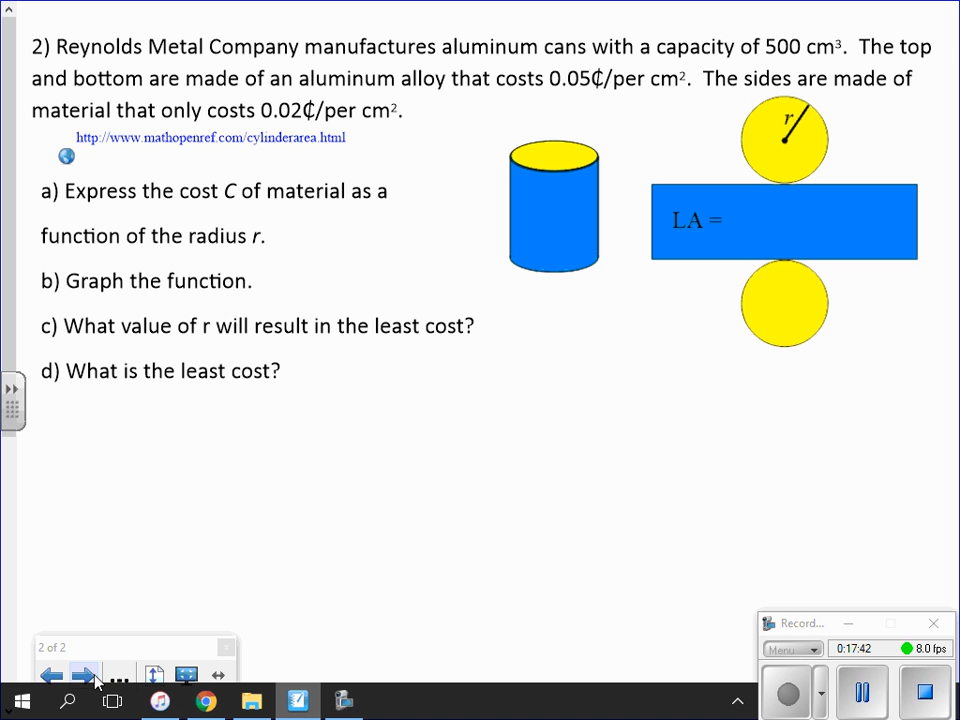 2) Reynolds Metal Company manufactures aluminum cans with a capacity of 500 cm³. The top
and bottom are made of an aluminum alloy that costs 0.05₵/per cm². The sides are made of
material that only costs 0.02₵/per cm².
http://www.mathopenref.com/cylinderarea.html
r
a) Express the cost C of material as a
function of the radius r.
LA =
b) Graph the function.
c) What value of r will result in the least cost?
d) What is the least cost?
2 of 2
Record...
Menu
0:17:42
8.0 fps